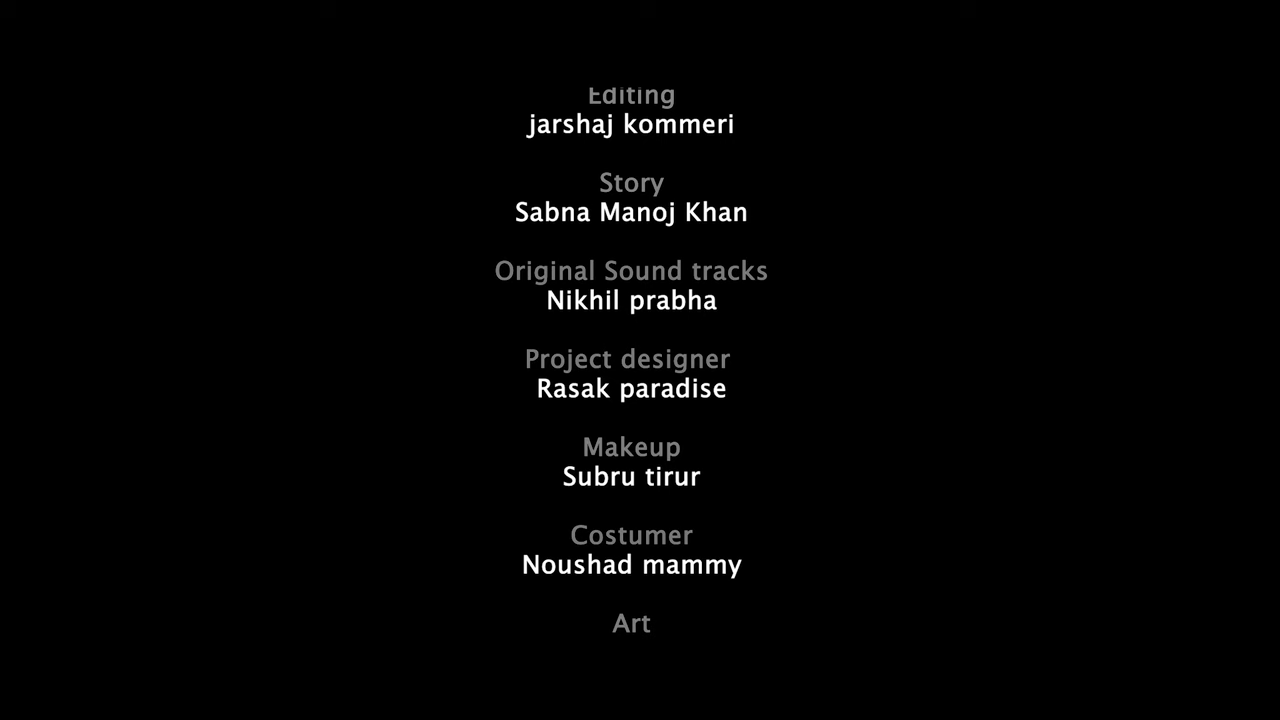 Editing
jarshaj kommeri
Story
Sabna Manoj Khan
Original Sound tracks
Nikhil prabha
Project designer
Rasak paradise
Makeup
Subru tirur
Costumer
Noushad mammy
Art